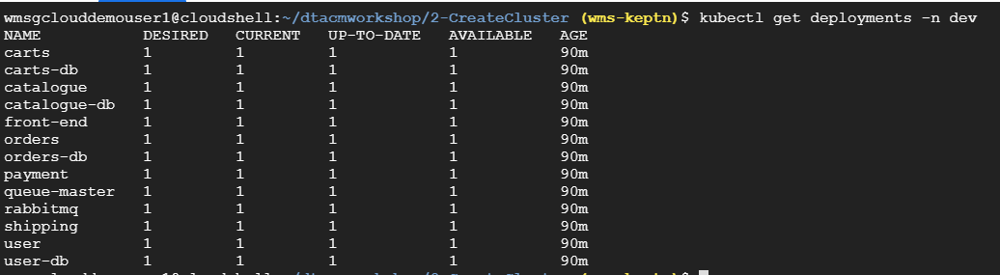 wmsgclouddemouser1@cloudshell:~/dtacmworkshop/2-CreateCluster (wms-keptn)$ kubectl get deployments -n dev
NAME DESIRED CURRENT UP-TO-DATE AVAILABLE AGE
carts 1 1 1 1 90m
carts-db 1 1 1 1 90m
catalogue 1 1 1 1 90m
catalogue-db 1 1 1 1 90m
front-end 1 1 1 1 90m
orders 1 1 1 1 90m
orders-db 1 1 1 1 90m
payment 1 1 1 1 90m
queue-master 1 1 1 1 90m
rabbitmq 1 1 1 1 90m
shipping 1 1 1 1 90m
user 1 1 1 1 90m
user-db 1 1 1 1 90m